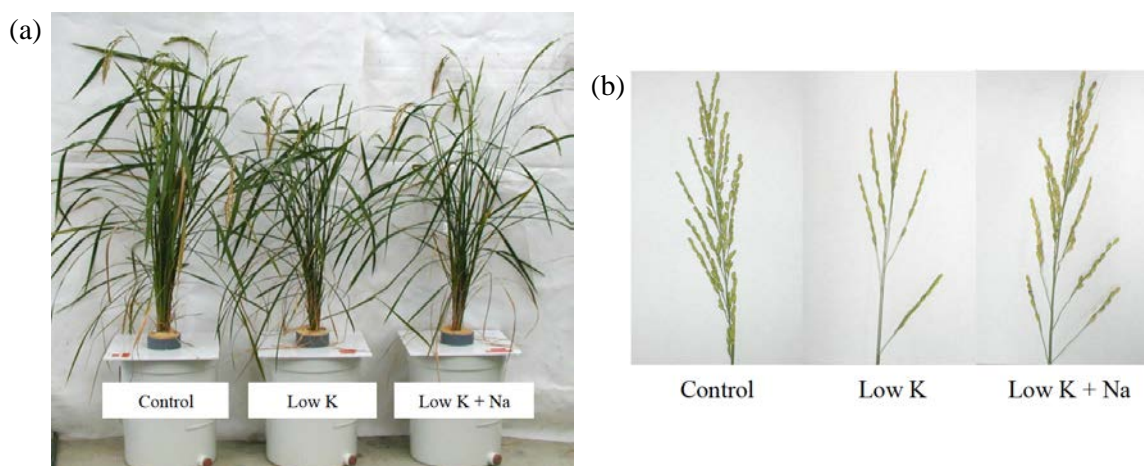 (a)
Control
Low K
Low K + Na
(b)
Control
Low K
Low K + Na